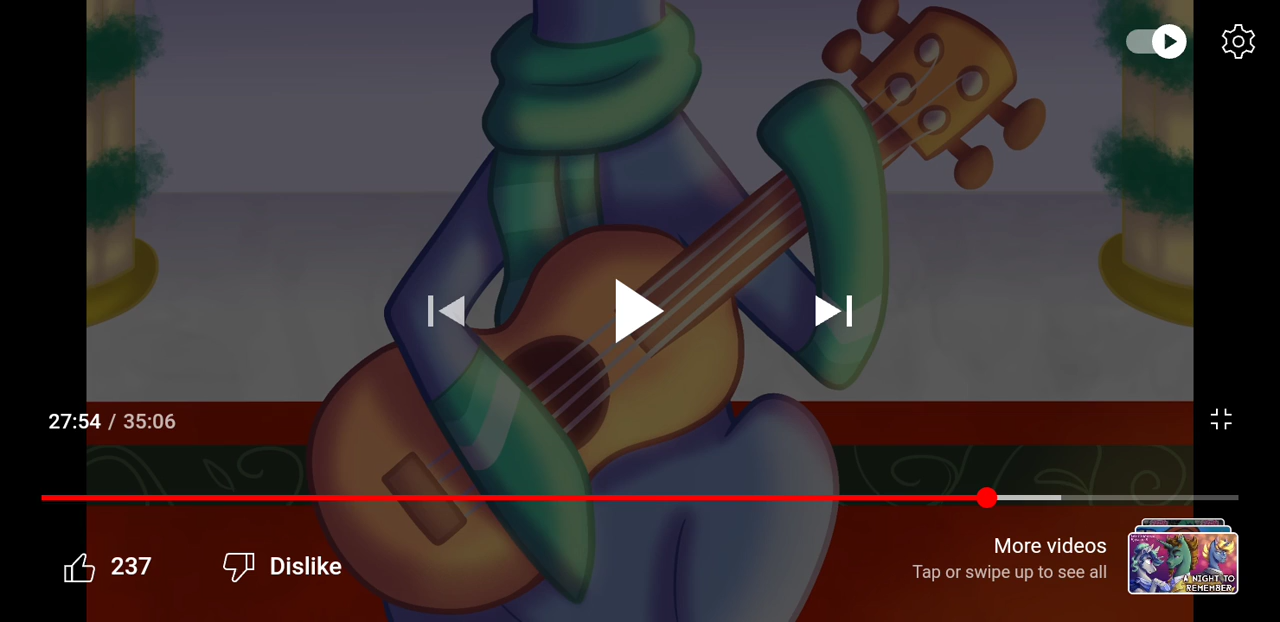 27:54 / 35:06
237
Dislike
More videos
Tap or swipe up to see all
A NIGHT TO
REMEMBER